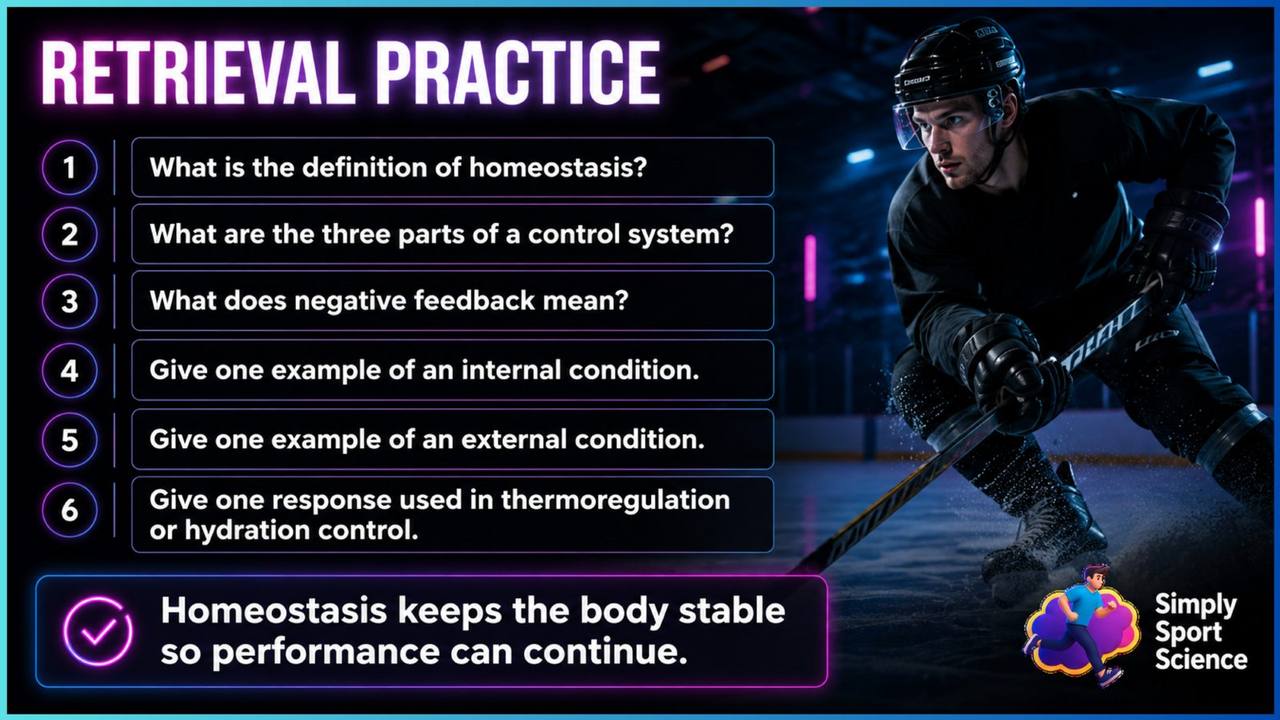 RETRIEVAL PRACTICE
1
What is the definition of homeostasis?
2
What are the three parts of a control system?
3
What does negative feedback mean?
4
Give one example of an internal condition.
5
Give one example of an external condition.
6
Give one response used in thermoregulation
or hydration control.
Homeostasis keeps the body stable
so performance can continue.
Simply
Sport
Science